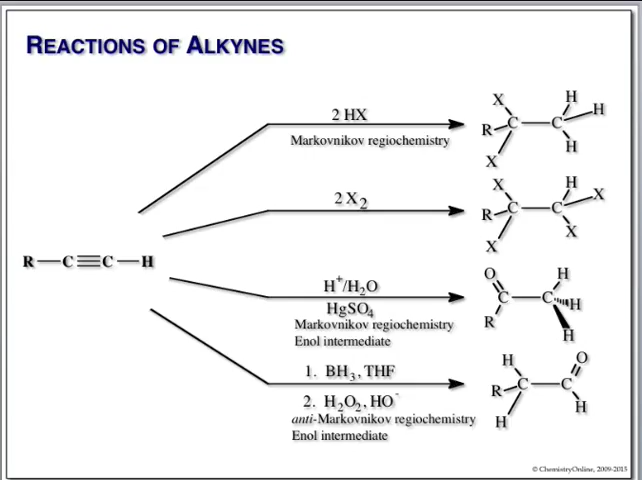 REACTIONS OF ALKYNES
2 HX
Markovnikov regiochemistry
X H
R C C H
X H
2 X2
X H
R C C X
X X
R C C H
H+/H2O
HgSO4
Markovnikov regiochemistry
Enol intermediate
O H
C C H
R H
1. BH3, THF
2. H2O2, HO-
anti-Markovnikov regiochemistry
Enol intermediate
H O
R C C
H H
© ChemistryOnline, 2009-2015